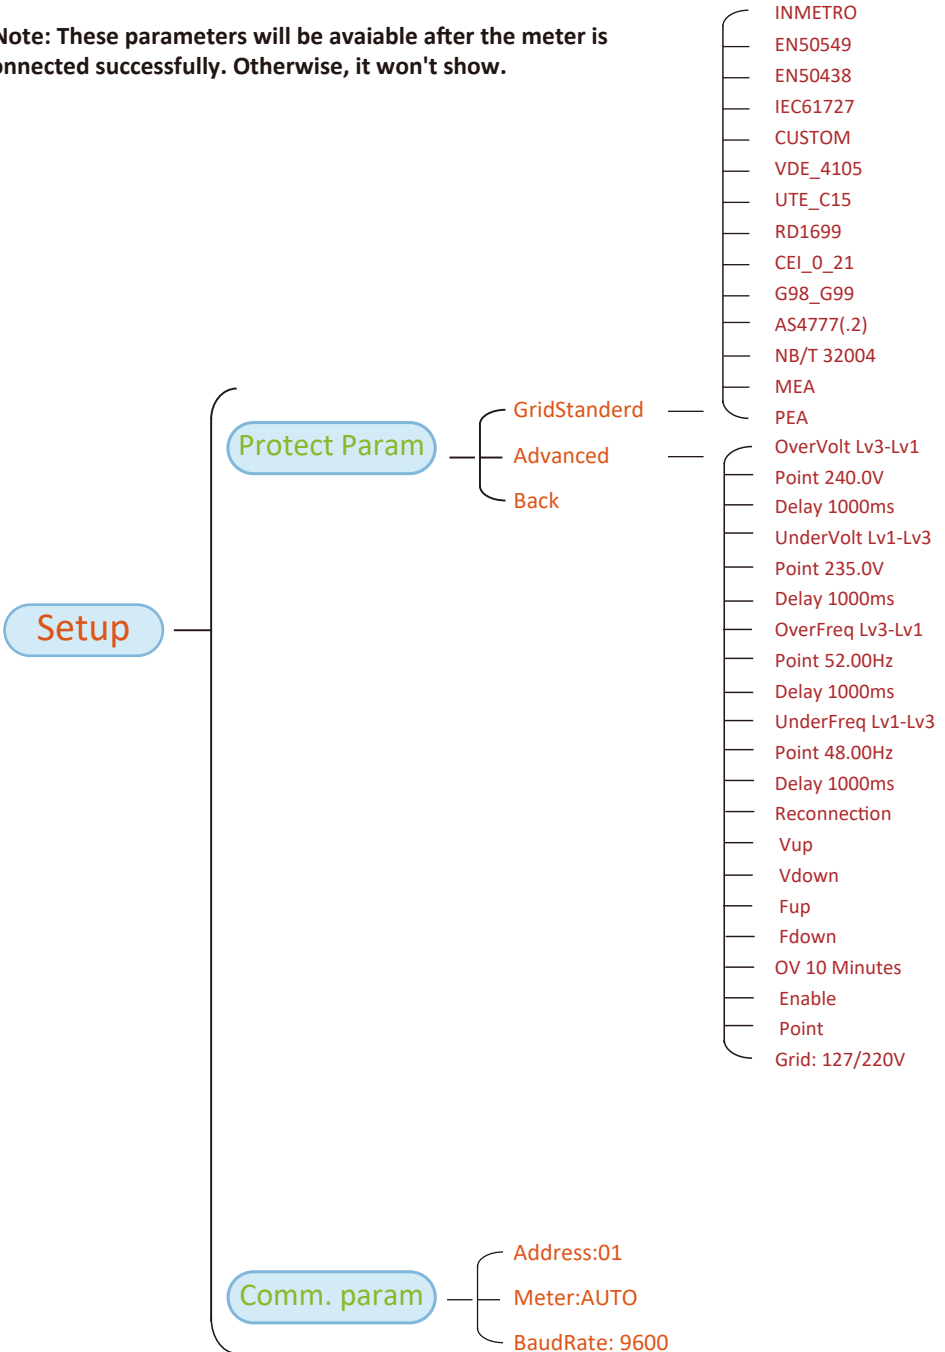 Note: These parameters will be avaiable after the meter is
onnected successfully. Otherwise, it won't show.
INMETRO
EN50549
EN50438
IEC61727
CUSTOM
VDE_4105
UTE_C15
RD1699
CEI_0_21
G98_G99
AS4777(.2)
NB/T 32004
MEA
PEA
GridStanderd
Protect Param
Advanced
Back
OverVolt Lv3-Lv1
Point 240.0V
Delay 1000ms
UnderVolt Lv1-Lv3
Point 235.0V
Delay 1000ms
OverFreq Lv3-Lv1
Point 52.00Hz
Delay 1000ms
UnderFreq Lv1-Lv3
Point 48.00Hz
Delay 1000ms
Reconnection
Vup
Vdown
Fup
Fdown
OV 10 Minutes
Enable
Point
Grid: 127/220V
Setup
Address:01
Comm. param
Meter:AUTO
BaudRate: 9600